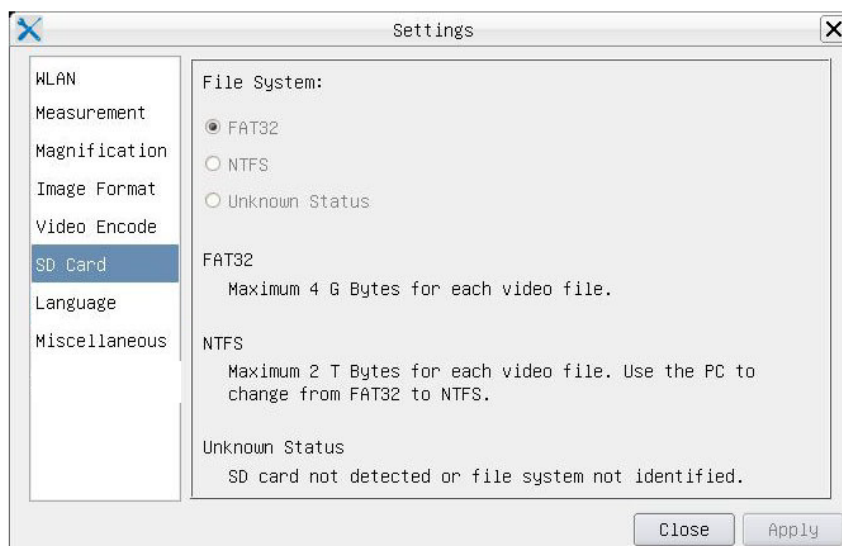 Settings
WLAN
Measurement
Magnification
Image Format
Video Encode
SD Card
Language
Miscellaneous
File System:
FAT32
NTFS
Unknown Status
FAT32
Maximum 4 G Bytes for each video file.
NTFS
Maximum 2 T Bytes for each video file. Use the PC to
change from FAT32 to NTFS.
Unknown Status
SD card not detected or file system not identified.
Close
Apply